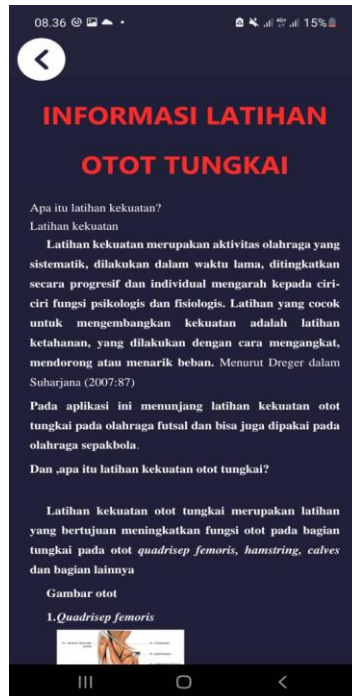 08.36
15%
INFORMASI LATIHAN
OTOT TUNGKAI
Apa itu latihan kekuatan?
Latihan kekuatan
Latihan kekuatan merupakan aktivitas olahraga yang
sistematik, dilakukan dalam waktu lama, ditingkatkan
secara progresif dan individual mengarah kepada ciri-
ciri fungsi psikologis dan fisiologis. Latihan yang cocok
untuk mengembangkan kekuatan adalah latihan
ketahanan, yang dilakukan dengan cara mengangkat,
mendorong atau menarik beban. Menurut Dreger dalam
Suharjana (2007:87)
Pada aplikasi ini menunjang latihan kekuatan otot
tungkai pada olahraga futsal dan bisa juga dipakai pada
olahraga sepakbola.
Dan ,apa itu latihan kekuatan otot tungkai?
Latihan kekuatan otot tungkai merupakan latihan
yang bertujuan meningkatkan fungsi otot pada bagian
tungkai pada otot quadrisep femoris, hamstring, calves
dan bagian lainnya
Gambar otot
1.Quadrisep femoris